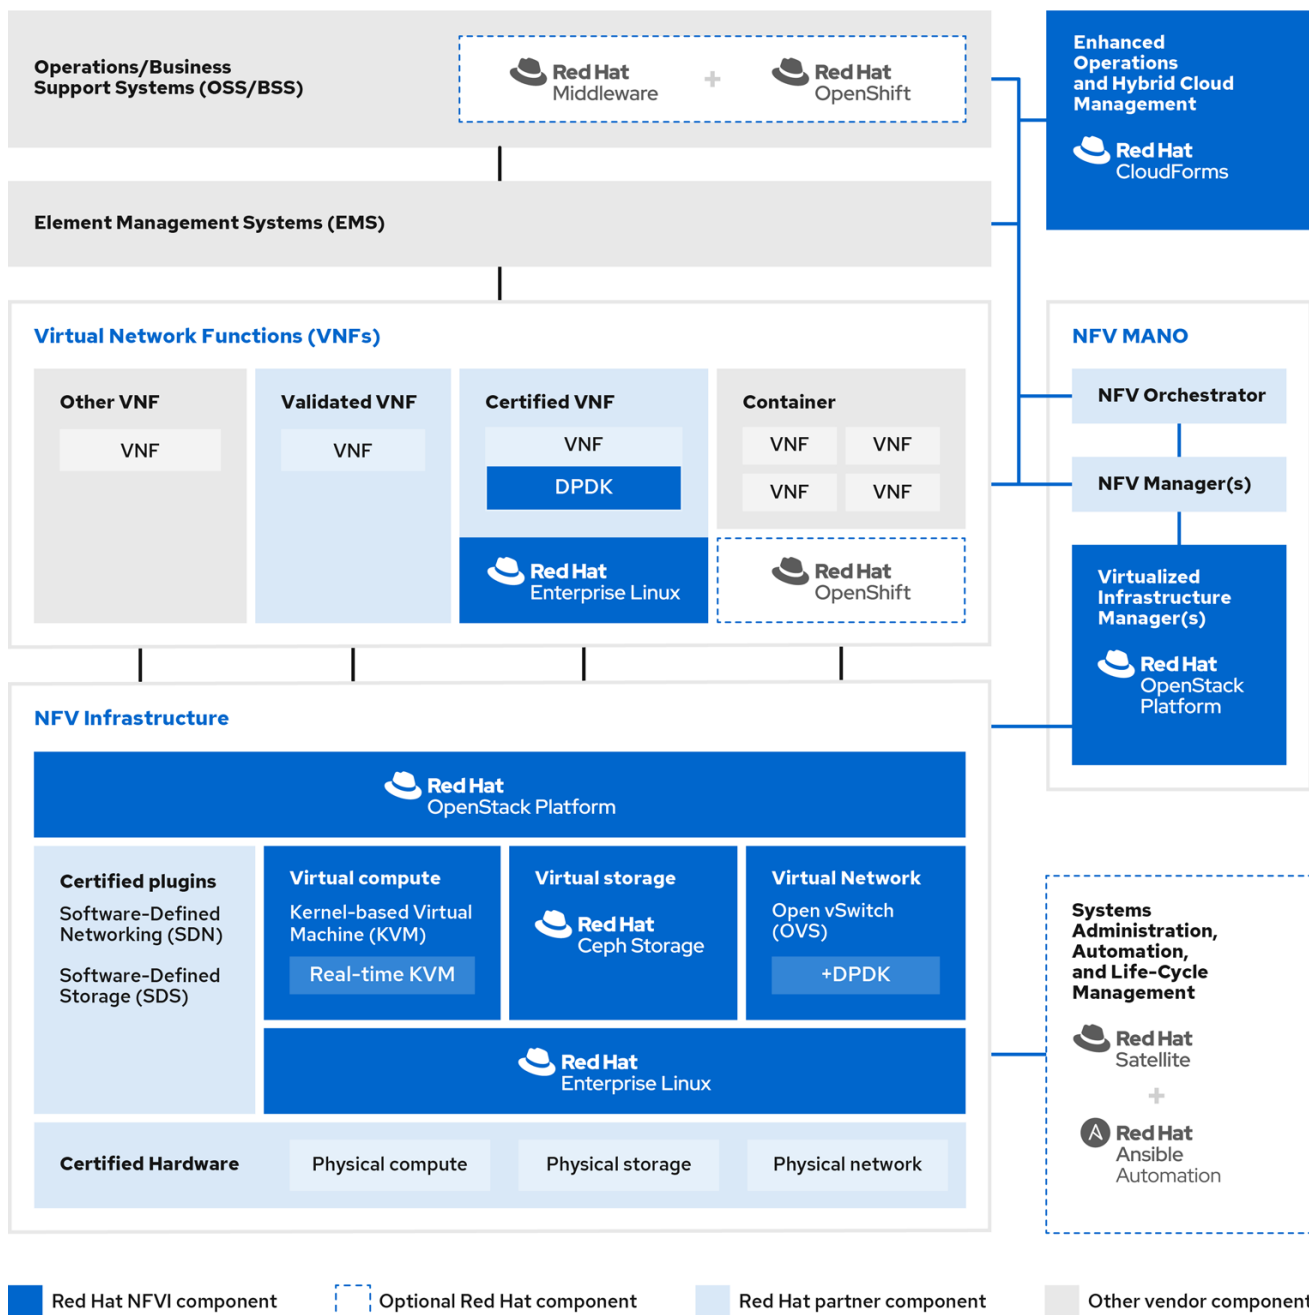 Operations/Business
Support Systems (OSS/BSS)
Red Hat
Middleware
+
Red Hat
OpenShift
Enhanced
Operations
and Hybrid Cloud
Management
Red Hat
CloudForms
Element Management Systems (EMS)
Virtual Network Functions (VNFs)
Other VNF
VNF
Validated VNF
VNF
Certified VNF
VNF
DPDK
Red Hat
Enterprise Linux
Container
VNF VNF
VNF VNF
Red Hat
OpenShift
NFV MANO
NFV Orchestrator
NFV Manager(s)
Virtualized
Infrastructure
Manager(s)
Red Hat
OpenStack
Platform
NFV Infrastructure
Red Hat
OpenStack Platform
Certified plugins
Software-Defined
Networking (SDN)
Software-Defined
Storage (SDS)
Virtual compute
Kernel-based Virtual
Machine (KVM)
Real-time KVM
Virtual storage
Red Hat
Ceph Storage
Virtual Network
Open vSwitch
(OVS)
+DPDK
Red Hat
Enterprise Linux
Certified Hardware
Physical compute
Physical storage
Physical network
Systems
Administration,
Automation,
and Life-Cycle
Management
Red Hat
Satellite
+
Red Hat
Ansible
Automation
Red Hat NFVI component
Optional Red Hat component
Red Hat partner component
Other vendor component